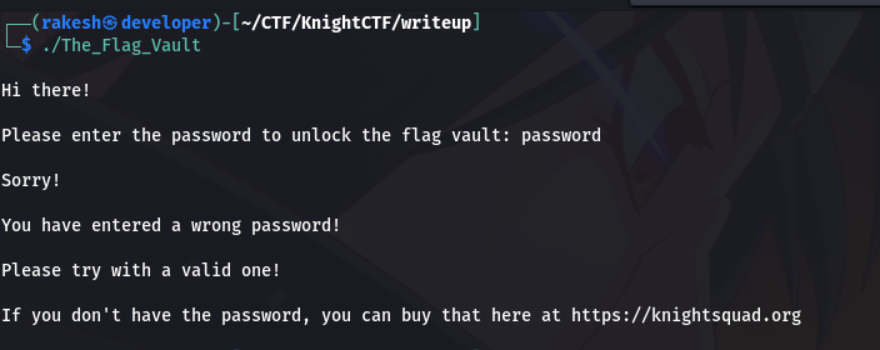 ┌──(rakesh㉿developer)-[~/CTF/KnightCTF/writeup]
└─$ ./The_Flag_Vault
Hi there!
Please enter the password to unlock the flag vault: password
Sorry!
You have entered a wrong password!
Please try with a valid one!
If you don't have the password, you can buy that here at https://knightsquad.org